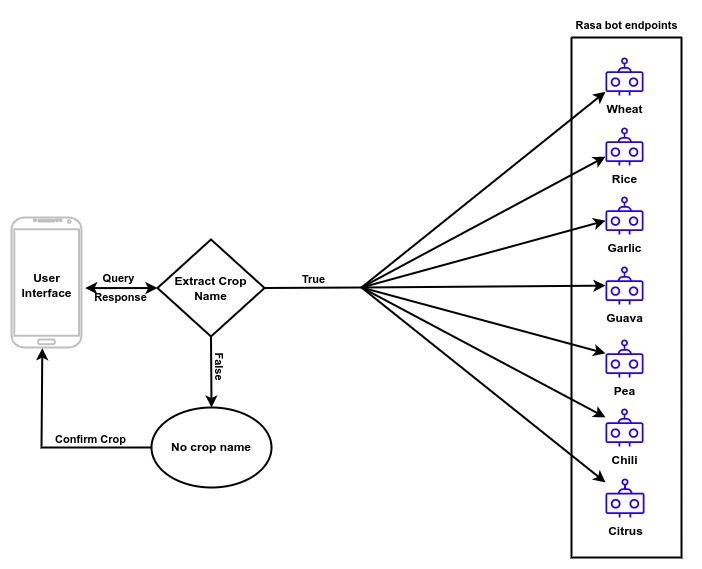 Rasa bot endpoints
Wheat
Rice
Garlic
Guava
Pea
Chili
Citrus
User
Interface
Query
Response
Extract Crop
Name
True
False
No crop name
Confirm Crop